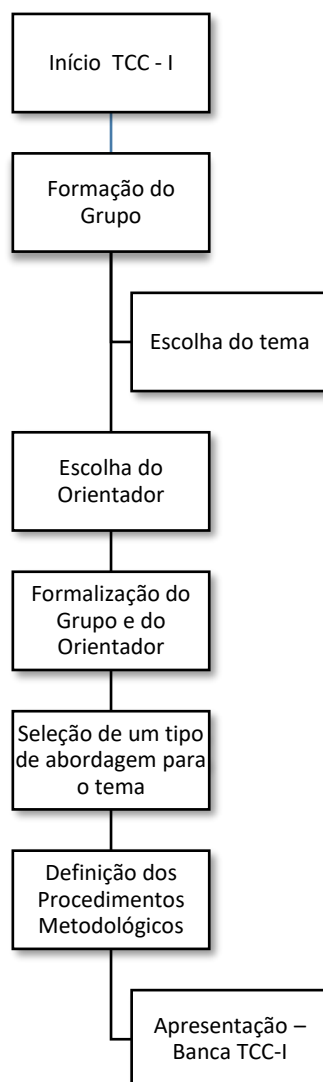 Início TCC - I
Formação do
Grupo
Escolha do tema
Escolha do
Orientador
Formalização do
Grupo e do
Orientador
Seleção de um tipo
de abordagem para
o tema
Definição dos
Procedimentos
Metodológicos
Apresentação –
Banca TCC-I